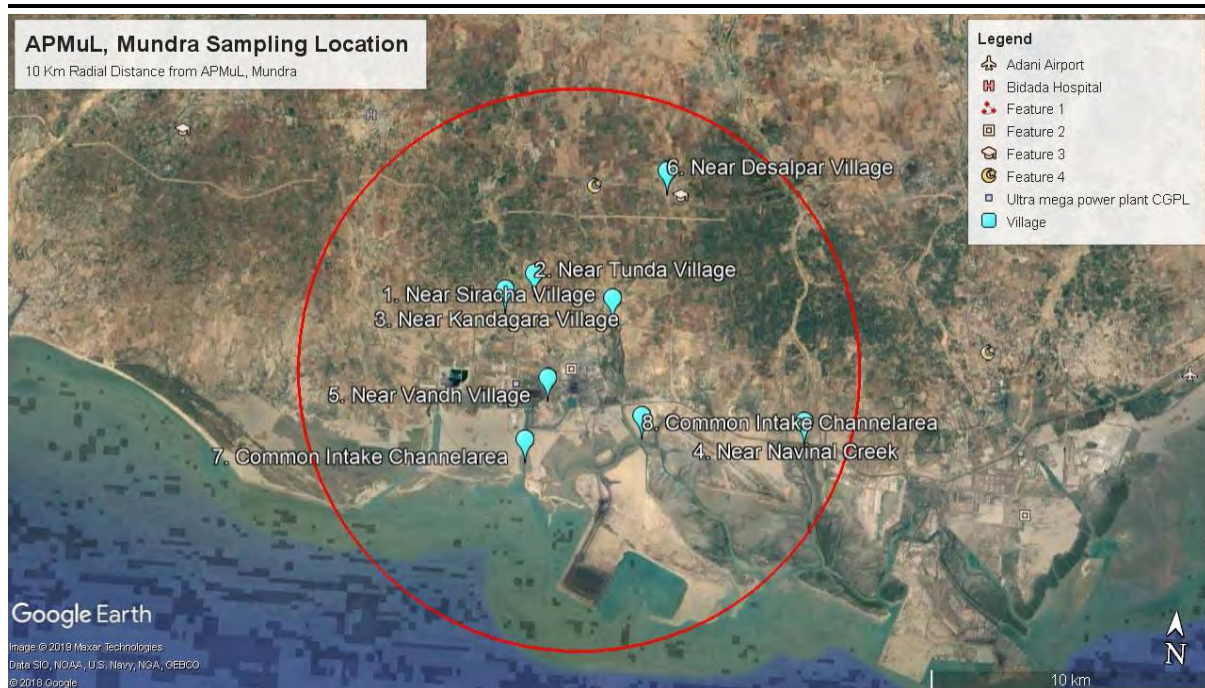 APMuL, Mundra Sampling Location
10 Km Radial Distance from APMuL, Mundra
Legend
Adani Airport
Bidada Hospital
Feature 1
Feature 2
Feature 3
Feature 4
Ultra mega power plant CGPL
Village
6. Near Desalpar Village
2. Near Tunda Village
1. Near Siracha Village
3. Near Kandagara Village
5. Near Vandh Village
8. Common Intake Channelarea
4. Near Navinal Creek
7. Common Intake Channelarea
Google Earth
Image © 2019 Maxar Technologies
Data SIO, NOAA, U.S. Navy, NGA, GEBCO
© 2018 Google
N
10 km